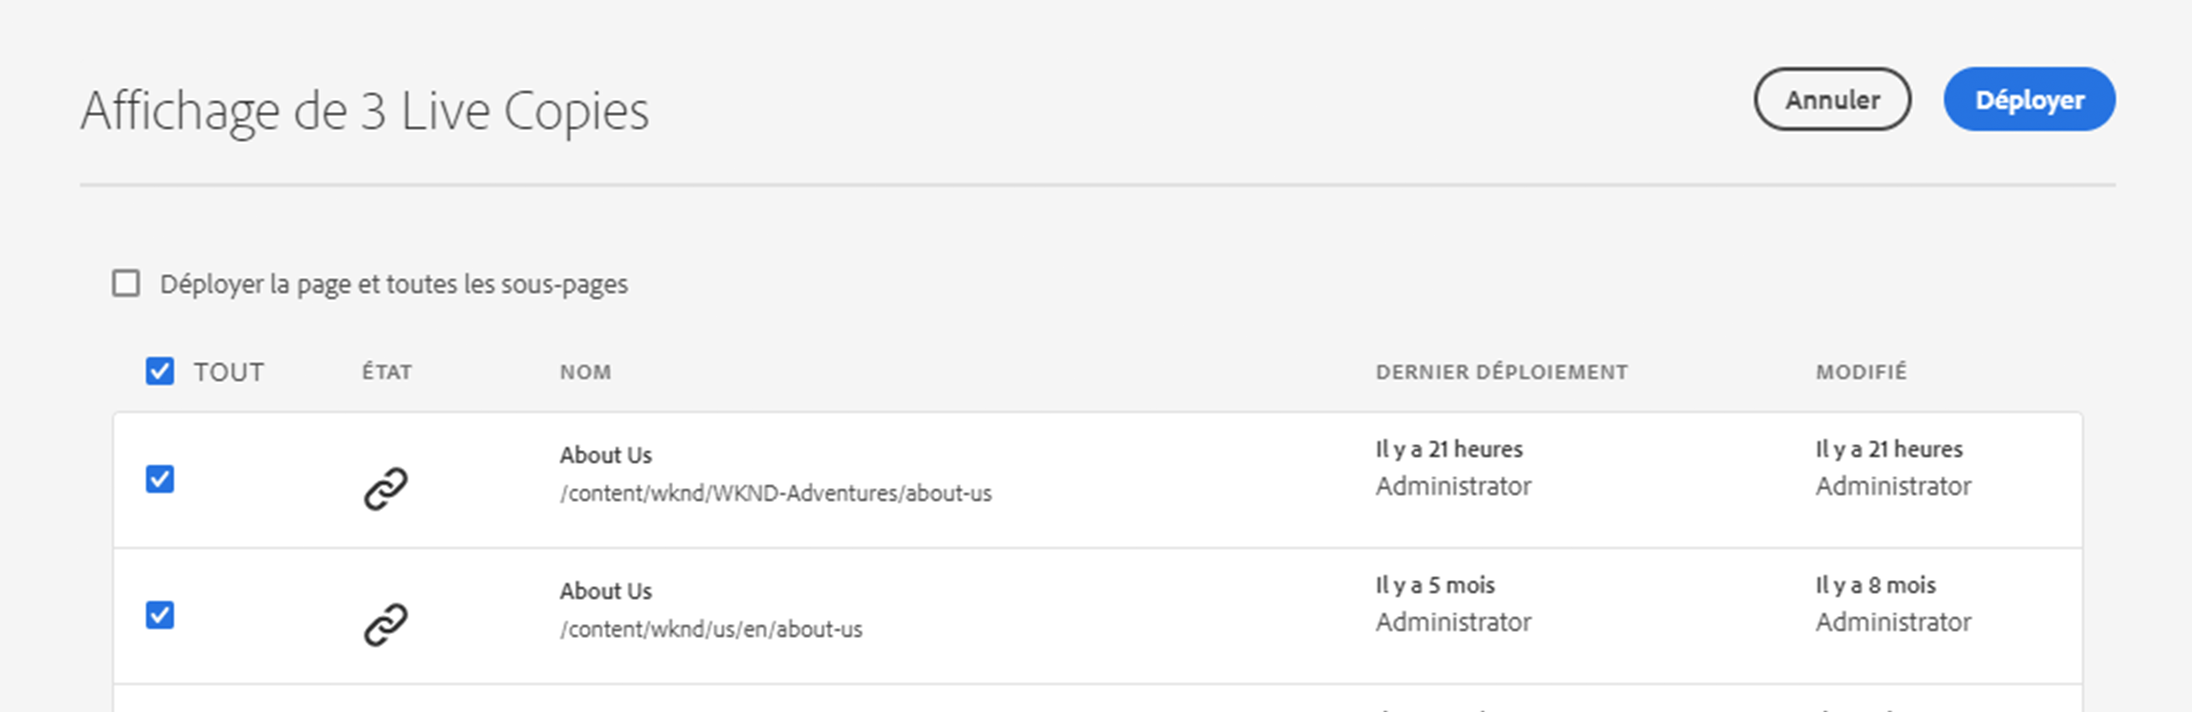 Affichage de 3 Live Copies
Annuler
Déployer
Déployer la page et toutes les sous-pages
TOUT ÉTAT NOM DERNIER DÉPLOIEMENT MODIFIÉ
About Us
/content/wknd/WKND-Adventures/about-us
Il y a 21 heures
Administrator
Il y a 21 heures
Administrator
About Us
/content/wknd/us/en/about-us
Il y a 5 mois
Administrator
Il y a 8 mois
Administrator